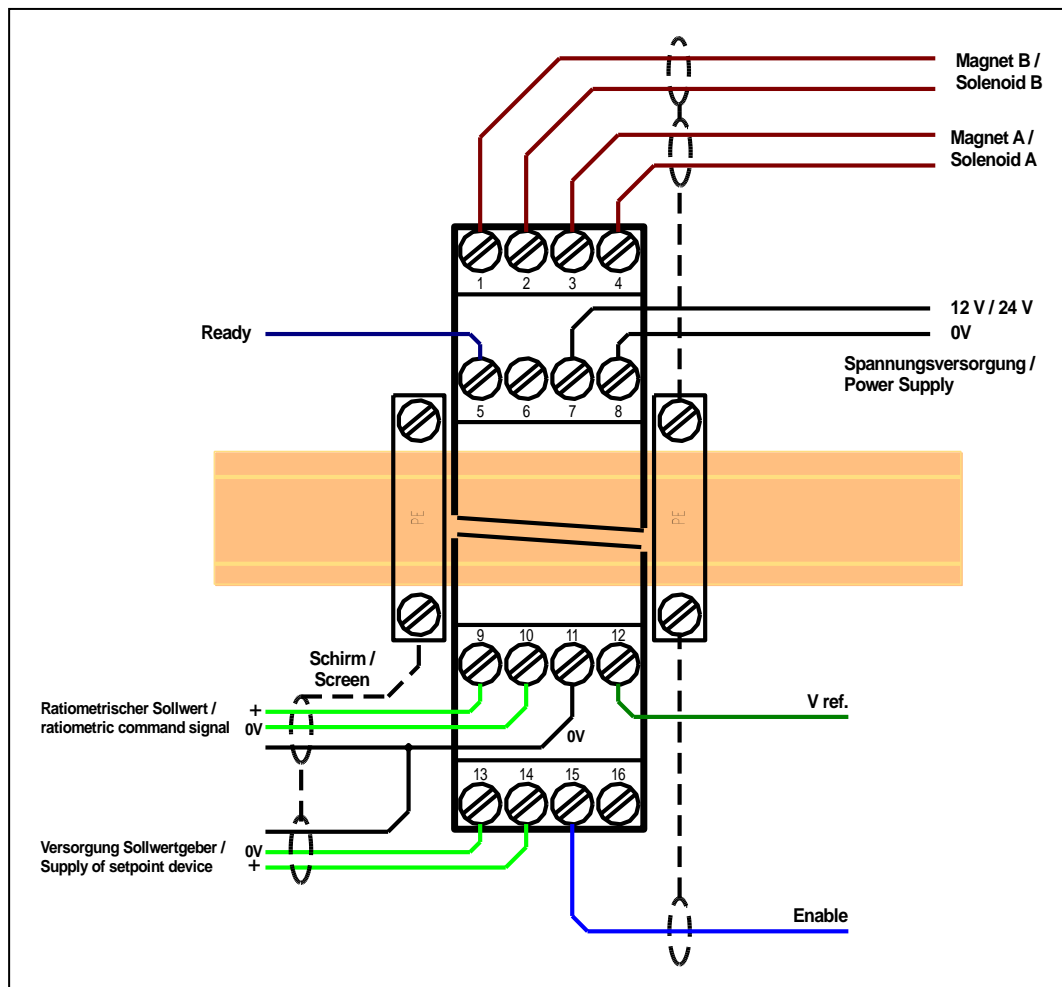 Magnet B /
Solenoid B
Magnet A /
Solenoid A
1 2 3 4
12 V / 24 V
Ready
0V
Spannungsversorgung /
Power Supply
5 6 7 8
PE PE
9 10 11 12
Schirm /
Screen
Ratiometrischer Sollwert /
ratiometric command signal
+
0V
V ref.
0V
13 14 15 16
Versorgung Sollwertgeber /
Supply of setpoint device
0V
+
Enable